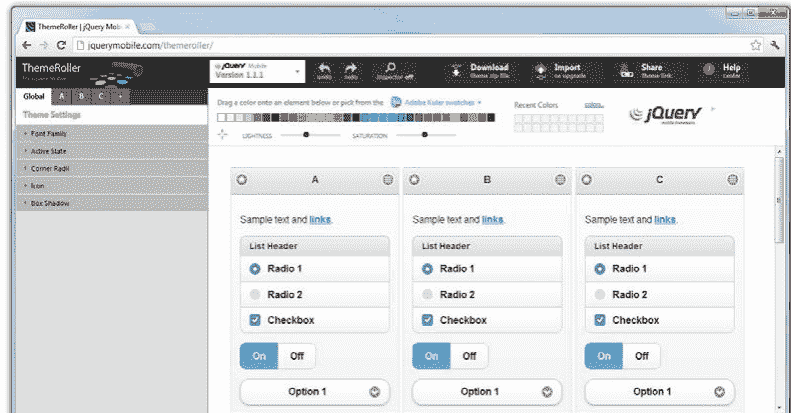 ThemeRoller | jQuery Mobi
jquerymobile.com/themeroller/
ThemeRoller
jQuery Mobile
Version 1.1.1
undo
redo
Inspector off
Download
theme zip file
Import
or upgrade
Share
theme link
Help
center
Global A B C +
Theme Settings
Font Family
Active State
Corner Radii
Icon
Box Shadow
Drag a color onto an element below or pick from the Adobe Kuler swatches
LIGHTNESS SATURATION
Recent Colors colors...
jQuery
A
Sample text and links.
List Header
Radio 1
Radio 2
Checkbox
On Off
Option 1
B
Sample text and links.
List Header
Radio 1
Radio 2
Checkbox
On Off
Option 1
C
Sample text and links.
List Header
Radio 1
Radio 2
Checkbox
On Off
Option 1